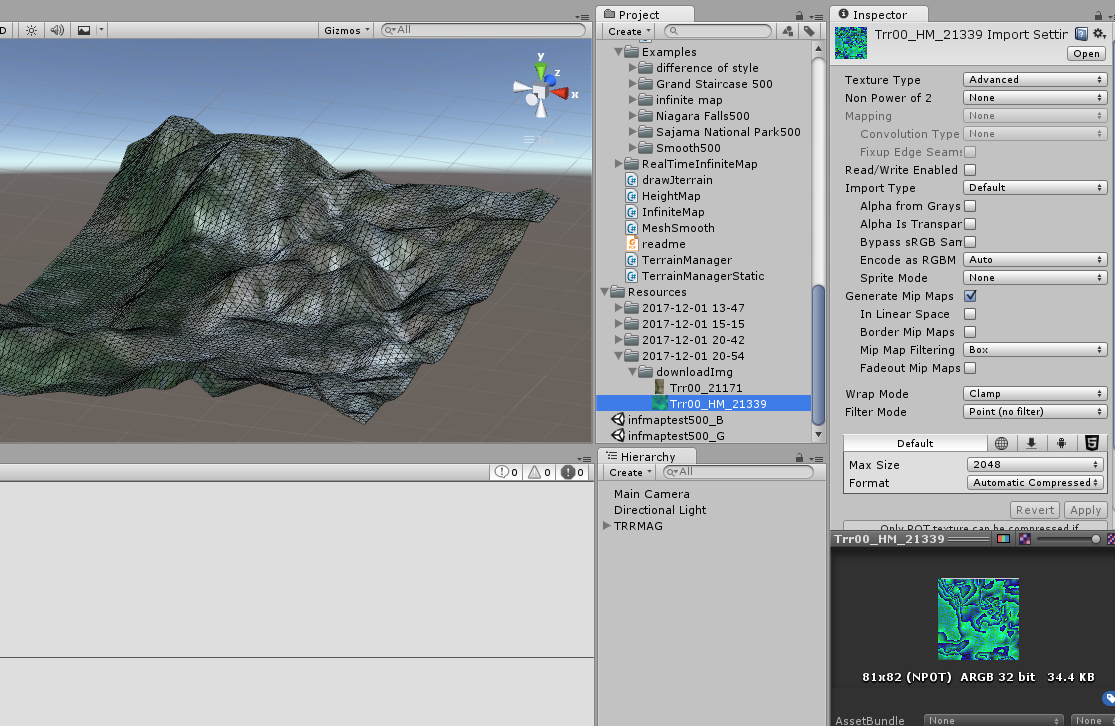 D
Gizmos
All
y
z
x
0
0
0
Project
Create
Examples
difference of style
Grand Staircase 500
infinite map
Niagara Falls500
Sajama National Park500
Smooth500
RealTimeInfiniteMap
drawJterrain
HeightMap
InfiniteMap
MeshSmooth
readme
TerrainManager
TerrainManagerStatic
Resources
2017-12-01 13-47
2017-12-01 15-15
2017-12-01 20-42
2017-12-01 20-54
downloadImg
Trr00_21171
Trr00_HM_21339
infmaptest500_B
infmaptest500_G
Hierarchy
Create
All
Main Camera
Directional Light
TRRMAG
Inspector
Trr00_HM_21339 Import Settir
Open
Texture Type Advanced
Non Power of 2 None
Mapping None
Convolution Type None
Fixup Edge Seams
Read/Write Enabled
Import Type Default
Alpha from Grays
Alpha Is Transpar
Bypass sRGB Sam
Encode as RGBM Auto
Sprite Mode None
Generate Mip Maps
In Linear Space
Border Mip Maps
Mip Map Filtering Box
Fadeout Mip Maps
Wrap Mode Clamp
Filter Mode Point (no filter)
Default
Max Size 2048
Format Automatic Compressed
Revert Apply
Only POT texture can be compressed if
Trr00_HM_21339
81x82 (NPOT) ARGB 32 bit 34.4 KB
AssetBundle None None